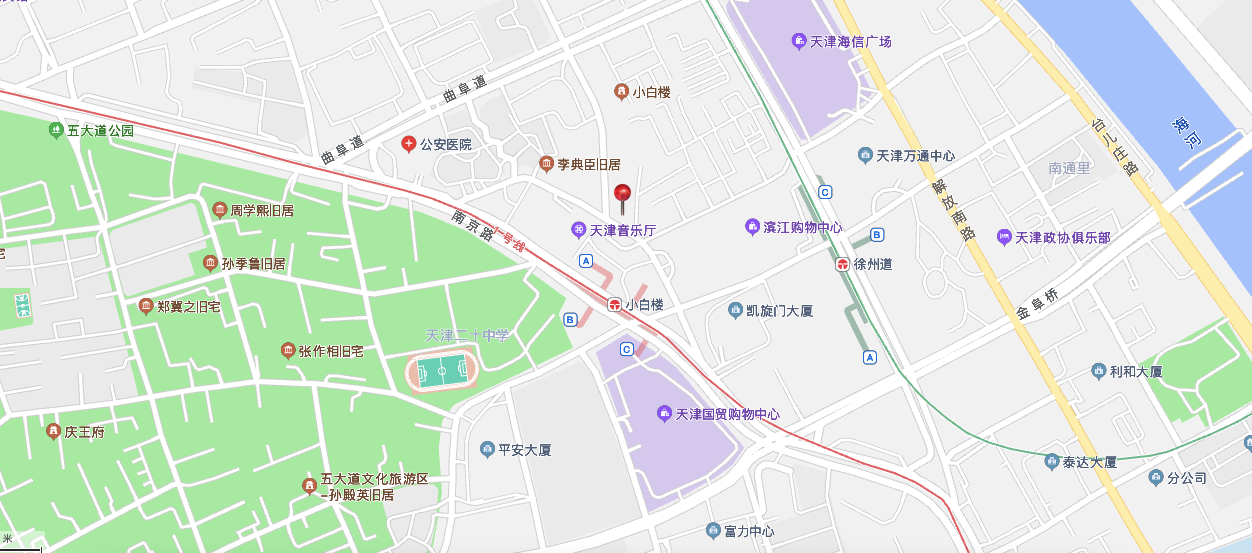 天津海信广场
小白楼
曲阜道
海河
台儿庄路
五大道公园
公安医院
曲阜道
天津万通中心
李典臣旧居
南通里
C
解放南路
周学熙旧居
南京路
一号线
天津音乐厅
滨江购物中心
B
天津政协俱乐部
宅
孙季鲁旧居
A
徐州道
郑冀之旧宅
小白楼
金阜桥
凯旋门大厦
B
天津二十中学
张作相旧宅
C
A
利和大厦
天津国贸购物中心
庆王府
平安大厦
泰达大厦
五大道文化旅游区
-孙殿英旧居
分公司
富力中心
米